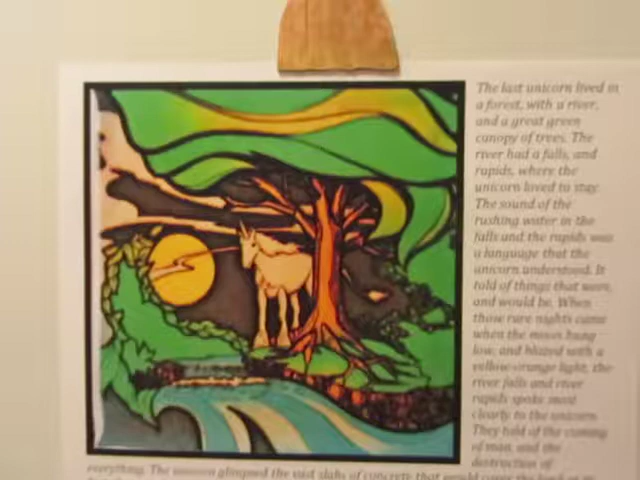 The last unicorn lived in
a forest, with a river,
and a great green
canopy of trees. The
river had a falls, and
rapids, where the
unicorn loved to stay.
The sound of the
rushing water in the
falls and the rapids was
a language that the
unicorn understood. It
told of things that were,
and would be. When
those rare nights came
when the moon hung
low, and blazed with a
yellow-orange light, the
river falls and river
rapids spoke most
clearly to the unicorn.
They told of the coming
of man, and the
destruction of
everything. The unicorn glimpsed the vast slabs of concrete that would cover the land